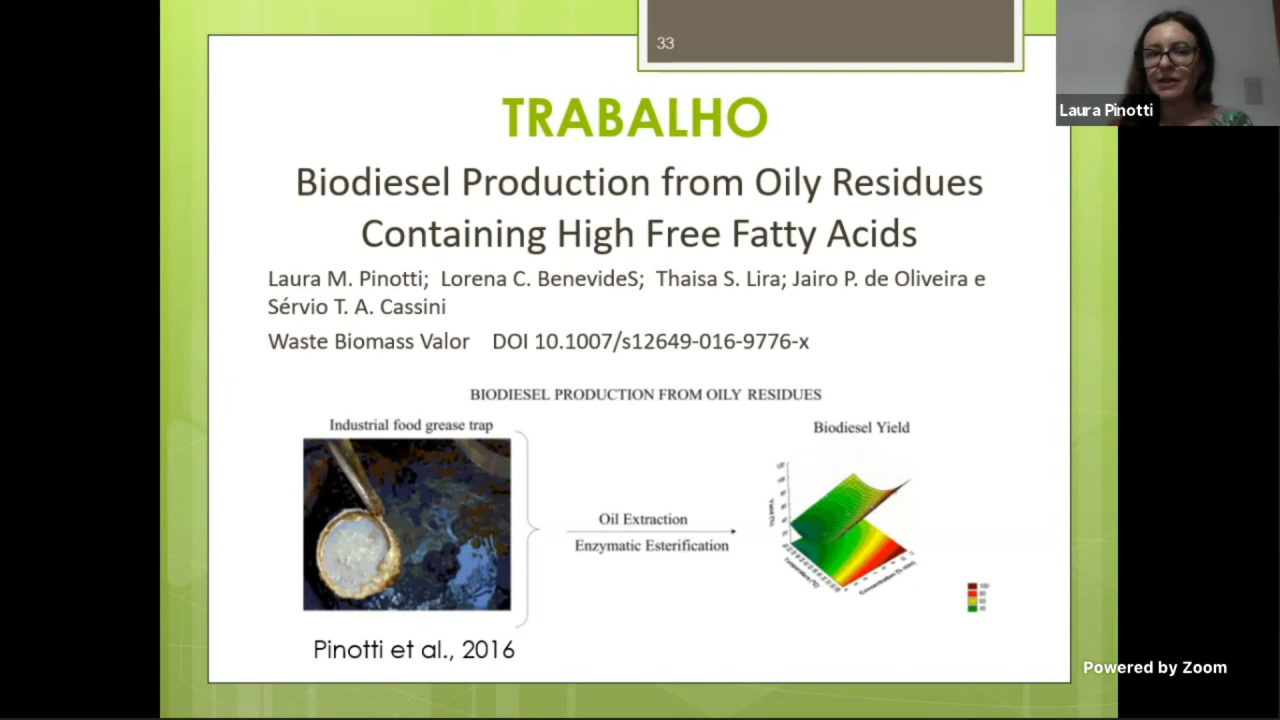 33
Laura Pinotti
TRABALHO
Biodiesel Production from Oily Residues
Containing High Free Fatty Acids
Laura M. Pinotti; Lorena C. BenevideS; Thaisa S. Lira; Jairo P. de Oliveira e
Sérvio T. A. Cassini
Waste Biomass Valor DOI 10.1007/s12649-016-9776-x
BIODIESEL PRODUCTION FROM OILY RESIDUES
Industrial food grease trap
Biodiesel Yield
Oil Extraction
Enzymatic Esterification
Pinotti et al., 2016
Powered by Zoom